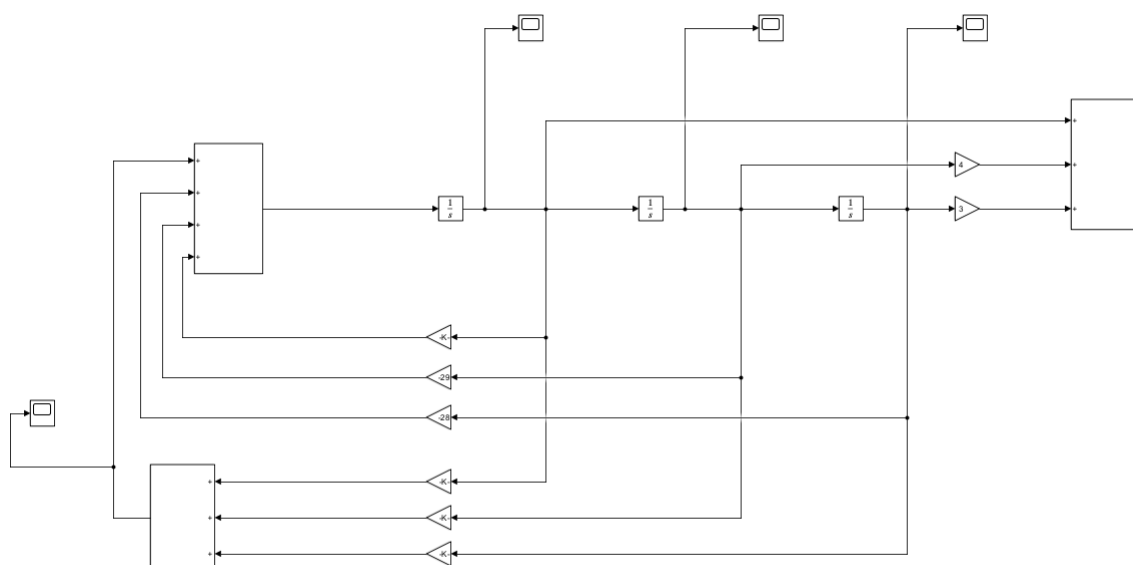 +
+
4
+
+
1
s
1
s
1
s
3
+
+
+
-K-
-29
-28
+
-K-
+
-K-
+
-K-